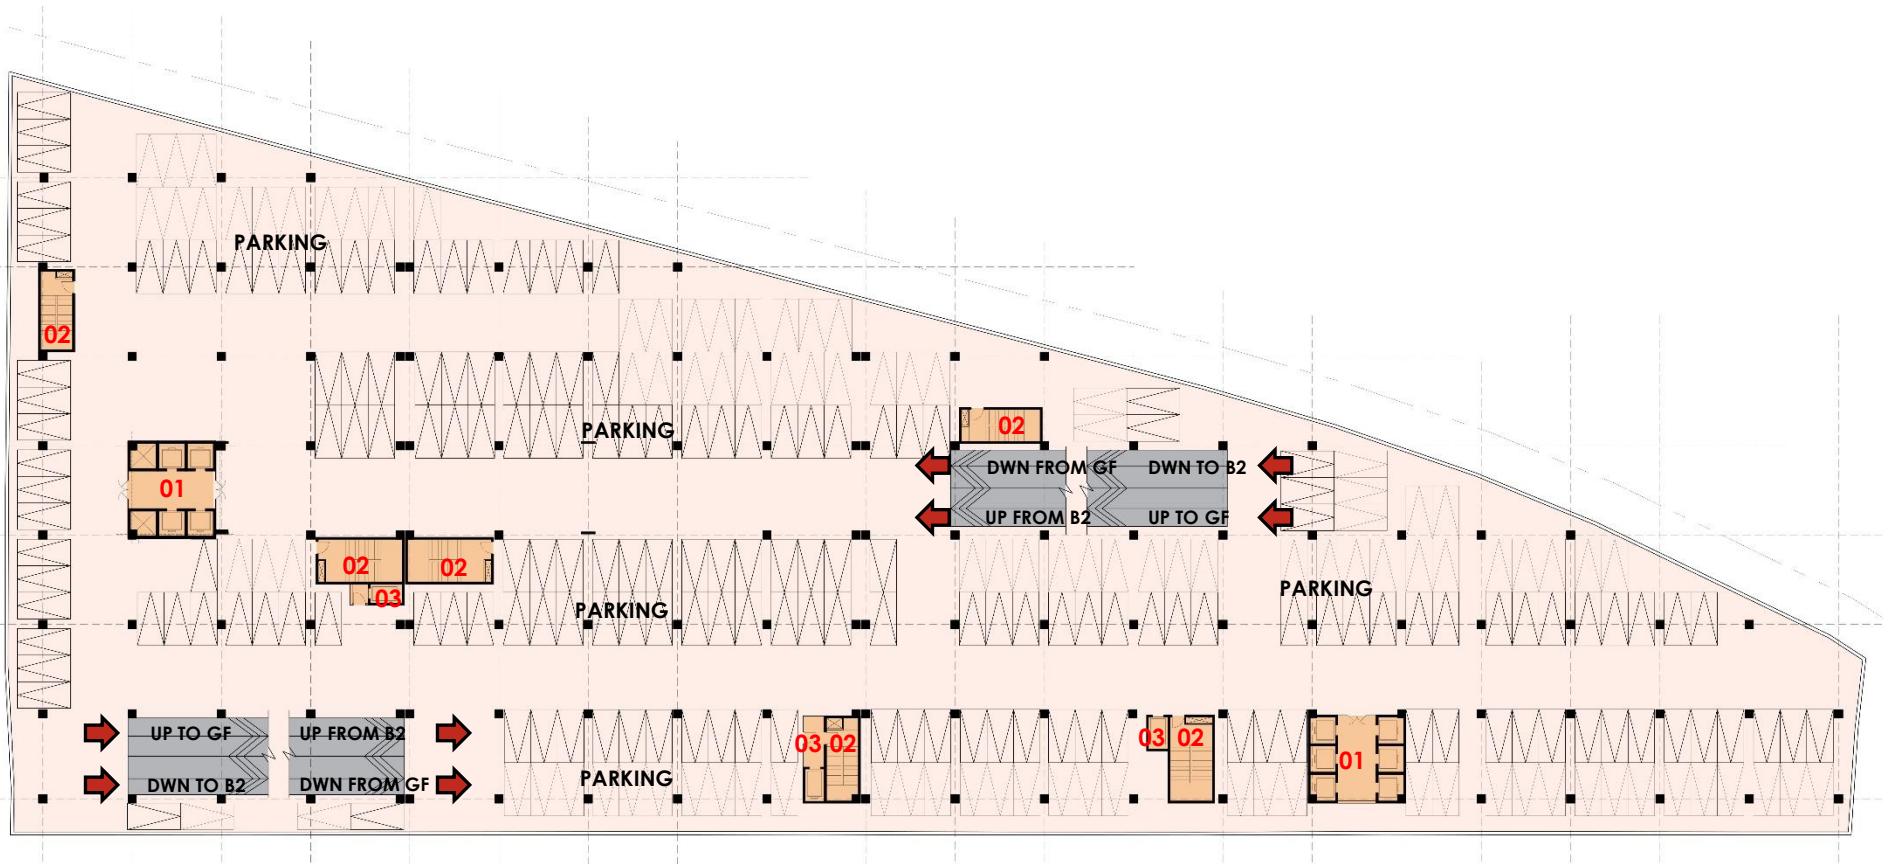 PARKING
02
PARKING
02
DWN FROM GF
DWN TO B2
01
UP FROM B2
UP TO GF
02
02
03
PARKING
PARKING
UP TO GF
UP FROM B2
03
02
03
02
01
DWN TO B2
DWN FROM GF
PARKING